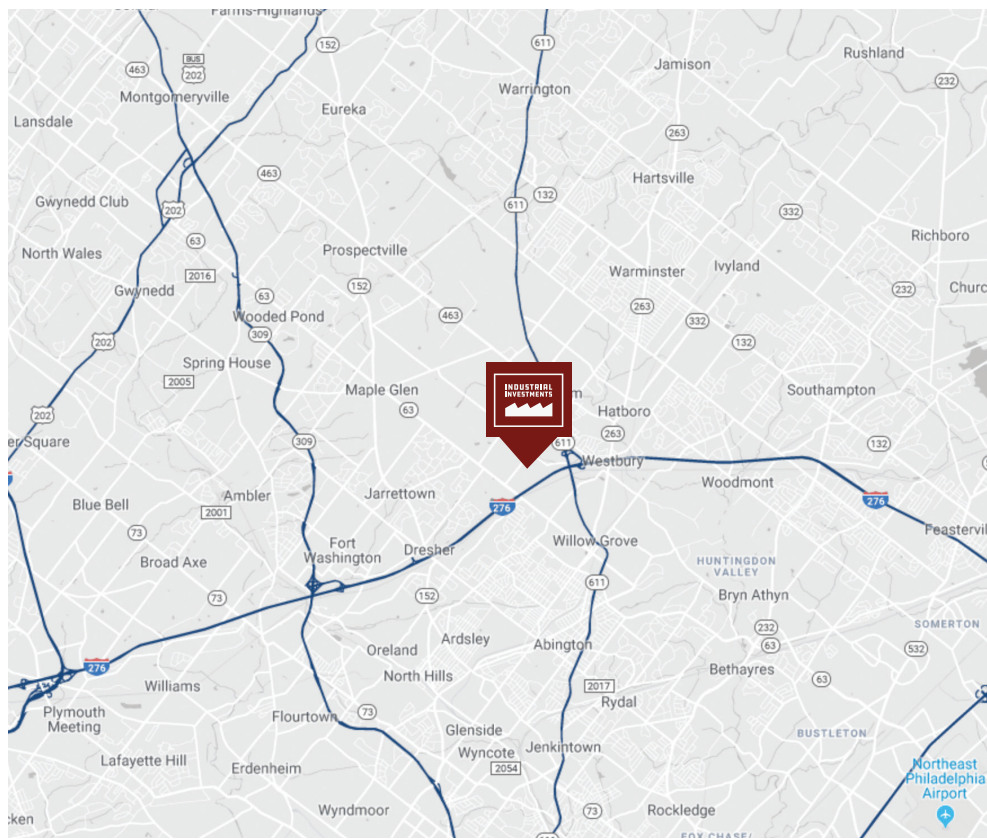 Farms-Highlands
152
611
Jamison
Rushland
463
BUS
202
232
Montgomeryville
Warrington
Eureka
Lansdale
263
463
Hartsville
132
Gwynedd Club
202
611
332
63
Richboro
North Wales
Prospectville
2016
Warminster
Ivyland
152
232
Gwynedd
63
263
Wooded Pond
463
332
309
202
132
Spring House
2005
Maple Glen
INDUSTRIAL
INVESTMENTS
Southampton
63
Hatboro
202
263
309
611
132
er Square
Westbury
Woodmont
Jarrettown
Ambler
276
276
Blue Bell
2001
73
Feastervil
Fort
Washington
Dresher
Willow Grove
Broad Axe
HUNTINGDON
VALLEY
611
152
73
Bryn Athyn
SOMERTON
232
63
Ardsley
Abington
Oreland
532
276
North Hills
Bethayres
63
Williams
2017
Rydal
Plymouth
Meeting
Flourtown
73
Glenside
BUSTLETON
Wyncote
Jenkintown
Lafayette Hill
Erdenheim
2054
Northeast
Philadelphia
Airport
Wyndmoor
73
Rockledge
cken